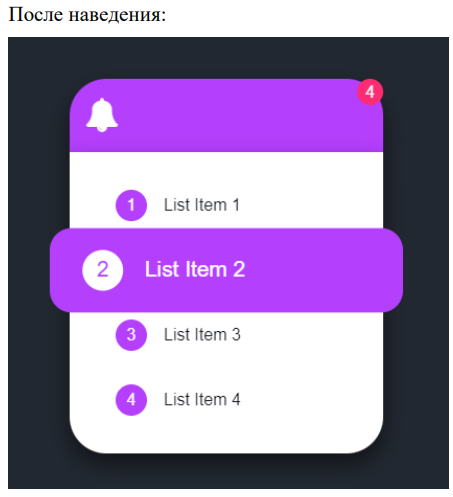 После наведения:
4
1 List Item 1
2 List Item 2
3 List Item 3
4 List Item 4